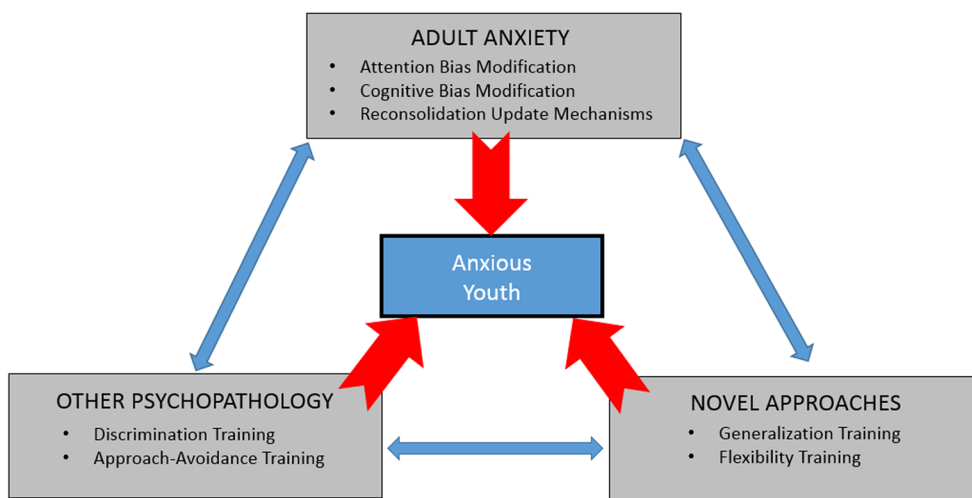 ADULT ANXIETY
• Attention Bias Modification
• Cognitive Bias Modification
• Reconsolidation Update Mechanisms
Anxious
Youth
OTHER PSYCHOPATHOLOGY
• Discrimination Training
• Approach-Avoidance Training
NOVEL APPROACHES
• Generalization Training
• Flexibility Training